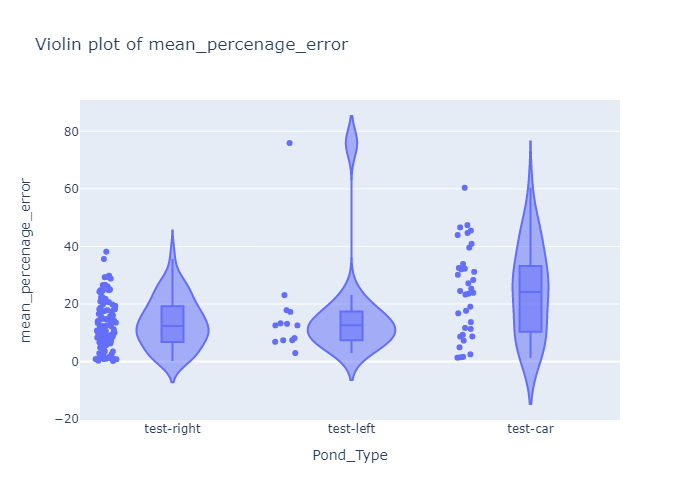 Violin plot of mean_percenage_error
mean_percenage_error
80
60
40
20
0
−20
test-right
test-left
test-car
Pond_Type